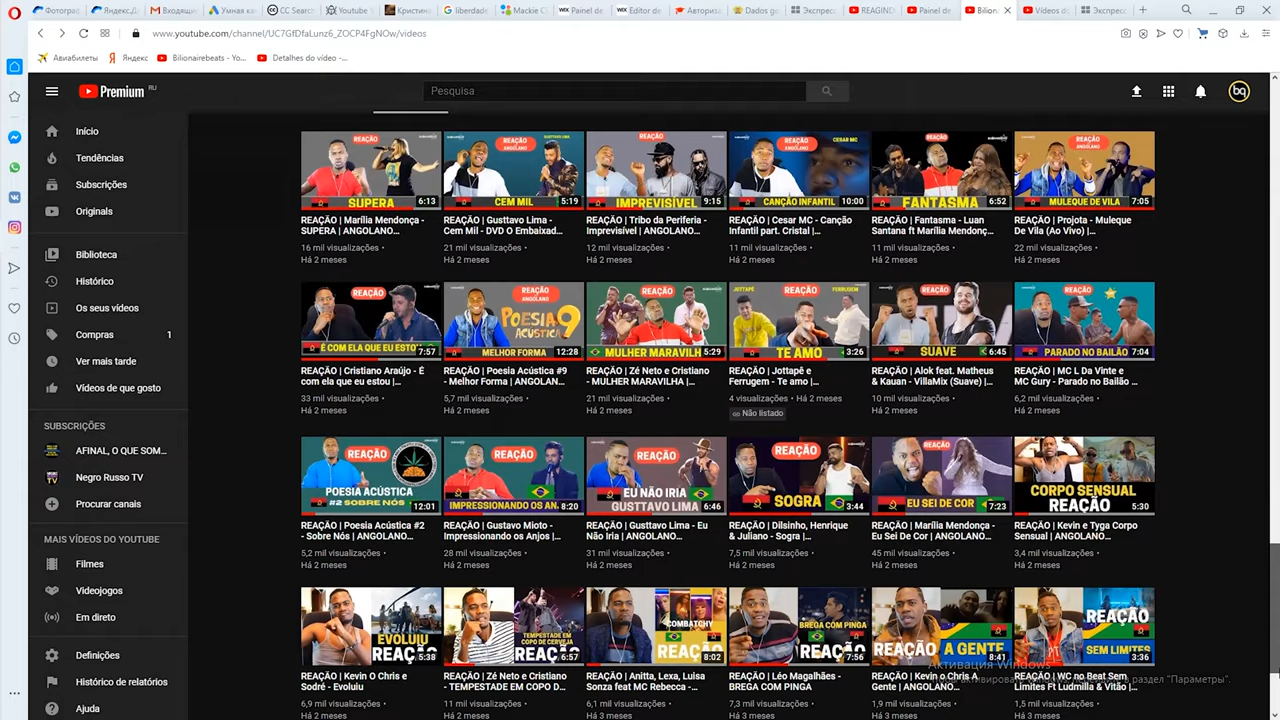 Фотограф
Яндекс.Д
Входящи
Умная ка
CC Search
Youtube V
Кристина
liberdade
Mackie C
Painel de
Editor de
Авториза
Dados ge
Экспресс
REAGIND
Painel de
Bilion
Vídeos do
Экспресс
www.youtube.com/channel/UC7GfDfaLunz6_ZOCP4FgNOw/videos
Авиабилеты
Яндекс
Bilionairebeats - Yo...
Detalhes do vídeo -...
Premium RU
Pesquisa
bq
Início
Tendências
Subscrições
Originals
Biblioteca
Histórico
Os seus vídeos
Compras 1
Ver mais tarde
Vídeos de que gosto
SUBSCRIÇÕES
AFINAL, O QUE SOM...
Negro Russo TV
Procurar canais
MAIS VÍDEOS DO YOUTUBE
Filmes
Videojogos
Em direto
Definições
Histórico de relatórios
Ajuda
REAÇÃO
SUPERA
6:13
REAÇÃO | Marília Mendonça -
SUPERA | ANGOLANO...
16 mil visualizações •
Há 2 meses
REAÇÃO
ANGOLANO
GUSTTAVO LIMA
CEM MIL
5:19
REAÇÃO | Gusttavo Lima -
Cem Mil - DVD O Embaixad...
21 mil visualizações •
Há 2 meses
REAÇÃO
IMPREVISÍVEL
9:15
REAÇÃO | Tribo da Periferia -
Imprevisível | ANGOLANO...
12 mil visualizações •
Há 2 meses
REAÇÃO
ANGOLANO
CESAR MC
CANÇÃO INFANTIL
10:00
REAÇÃO | Cesar MC - Canção
Infantil part. Cristal |...
11 mil visualizações •
Há 2 meses
REAÇÃO
ANGOLANO
FANTASMA
6:52
REAÇÃO | Fantasma - Luan
Santana ft Marília Mendonç...
11 mil visualizações •
Há 2 meses
REAÇÃO
ANGOLANO
MULEQUE DE VILA
7:05
REAÇÃO | Projota - Muleque
De Vila (Ao Vivo) |...
22 mil visualizações •
Há 2 meses
REAÇÃO
É COM ELA QUE EU ESTO
7:57
REAÇÃO | Cristiano Araújo - É
com ela que eu estou |...
33 mil visualizações •
Há 2 meses
REAÇÃO
ANGOLANO
POESIA
ACÚSTICA 9
MELHOR FORMA
12:28
REAÇÃO | Poesia Acústica #9
- Melhor Forma | ANGOLAN...
5,7 mil visualizações •
Há 2 meses
REAÇÃO
MULHER MARAVILH
5:29
REAÇÃO | Zé Neto e Cristiano
- MULHER MARAVILHA |...
21 mil visualizações •
Há 2 meses
JOTTAPÊ
REAÇÃO
FERRUGEM
TE AMO
3:26
REAÇÃO | Jottapê e
Ferrugem - Te amo |...
4 visualizações • Há 2 meses
Não listado
REAÇÃO
SUAVE
6:45
REAÇÃO | Alok feat. Matheus
& Kauan - VillaMix (Suave) |...
10 mil visualizações •
Há 2 meses
REAÇÃO
PARADO NO BAILÃO
7:04
REAÇÃO | MC L Da Vinte e
MC Gury - Parado no Bailão ...
6,2 mil visualizações •
Há 2 meses
REAÇÃO
POESIA ACÚSTICA
#2 SOBRE NÓS
12:01
REAÇÃO | Poesia Acústica #2
- Sobre Nós | ANGOLANO...
5,2 mil visualizações •
Há 2 meses
REAÇÃO
IMPRESSIONANDO OS AN.
8:20
REAÇÃO | Gustavo Mioto -
Impressionando os Anjos |...
28 mil visualizações •
Há 2 meses
REAÇÃO
EU NÃO IRIA
GUSTTAVO LIMA
6:46
REAÇÃO | Gusttavo Lima - Eu
Não Iria | ANGOLANO...
31 mil visualizações •
Há 2 meses
REAÇÃO
SOGRA
3:44
REAÇÃO | Dilsinho, Henrique
& Juliano - Sogra |...
7,5 mil visualizações •
Há 2 meses
REAÇÃO
EU SEI DE COR
7:23
REAÇÃO | Marília Mendonça -
Eu Sei De Cor | ANGOLANO...
45 mil visualizações •
Há 2 meses
CORPO SENSUAL
REAÇÃO
5:30
REAÇÃO | Kevin e Tyga Corpo
Sensual | ANGOLANO...
3,4 mil visualizações •
Há 2 meses
EVOLUIU
REAÇÃO
5:38
REAÇÃO | Kevin O Chris e
Sodré - Evoluiu
6,9 mil visualizações •
Há 2 meses
TEMPESTADE EM
COPO DE CERVEJA
REAÇÃO
6:57
REAÇÃO | Zé Neto e Cristiano
- TEMPESTADE EM COPO D...
11 mil visualizações •
Há 2 meses
COMBATCHY
REAÇÃO
8:02
REAÇÃO | Anitta, Lexa, Luísa
Sonza feat MC Rebecca -...
6,1 mil visualizações •
Há 3 meses
BREGA COM PINGA
REAÇÃO
7:56
REAÇÃO | Léo Magalhães -
BREGA COM PINGA
7,3 mil visualizações •
Há 3 meses
A GENTE
REAÇÃO
8:41
REAÇÃO | Kevin o Chris A
Gente | ANGOLANO...
1,9 mil visualizações •
Há 3 meses
REAÇÃO
SEM LIMITES
3:36
REAÇÃO | WC no Beat Sem
Limites Ft Ludmilla & Vitão |...
1,5 mil visualizações •
Há 3 meses
Активация Windows
активировать
раздел "Параметры".